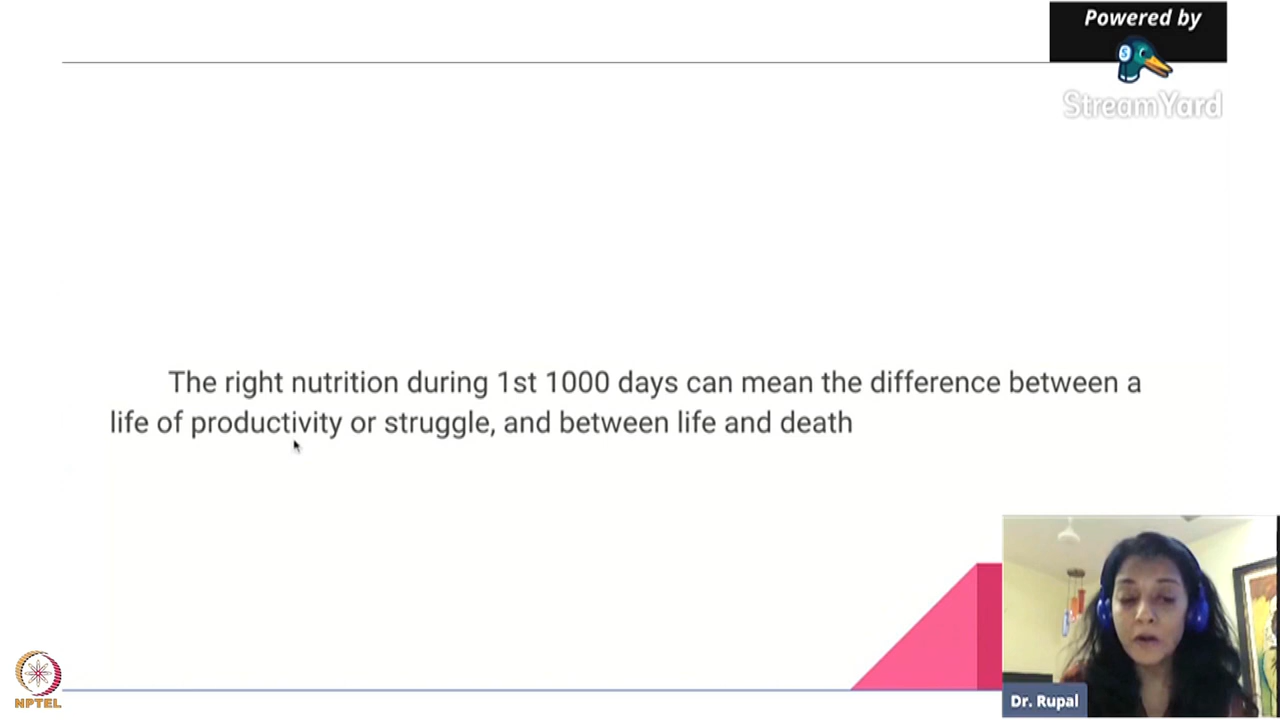 Powered by
StreamYard
The right nutrition during 1st 1000 days can mean the difference between a
life of productivity or struggle, and between life and death
Dr. Rupal
NPTEL